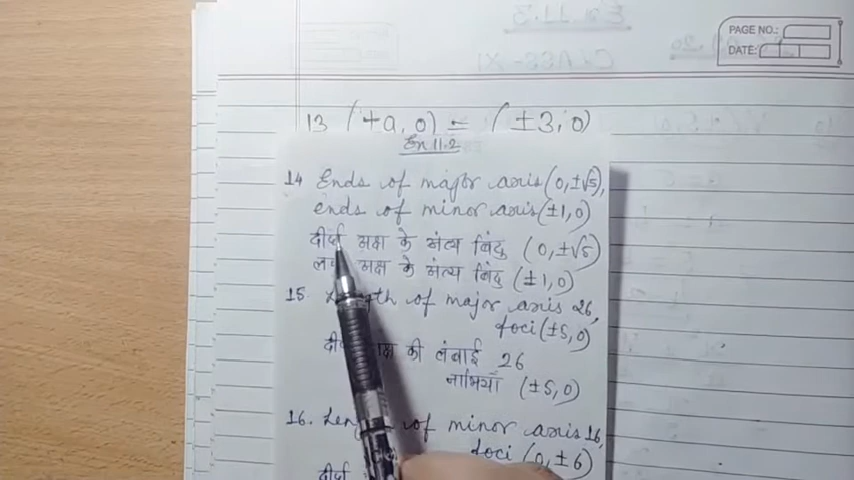 PAGE NO.:
DATE:
13 (±a, 0) = (±3, 0)
Ex 11.2
14 Ends of major axis (0, ±√5),
ends of minor axis (±1, 0)
दीर्घ अक्ष के अंत्य बिंदु (0, ±√5)
अक्ष के अंत्य बिंदु (±1, 0)
15. Length of major axis 26,
foci (±5, 0)
की लंबाई 26
नाभियाँ (±5, 0)
16. of minor axis 16,
foci (0, ±6)
दीर्घ